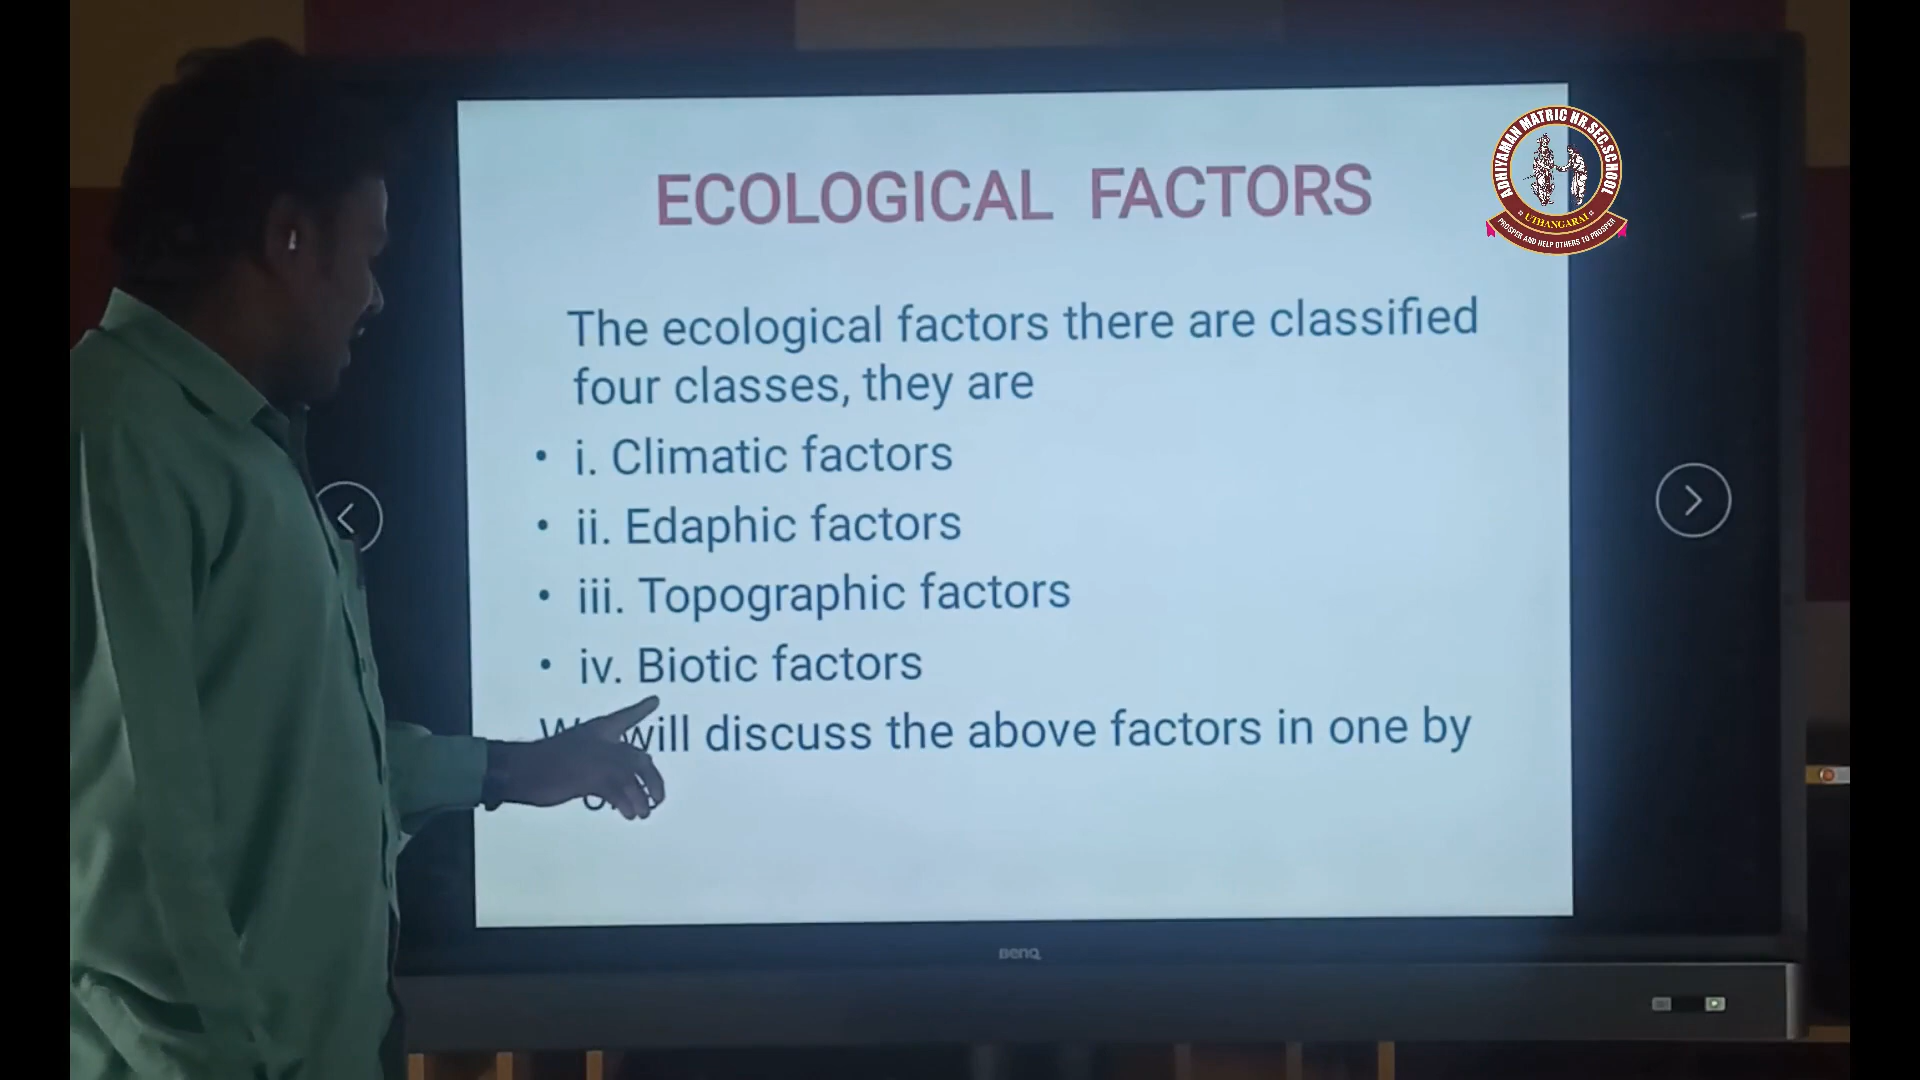 ECOLOGICAL FACTORS
ADHIYAMAN MATRIC HR.SEC.SCHOOL
UTHANGARAI
PROSPER AND HELP OTHERS TO PROSPER
The ecological factors there are classified
four classes, they are
• i. Climatic factors
• ii. Edaphic factors
• iii. Topographic factors
• iv. Biotic factors
will discuss the above factors in one by
BenQ